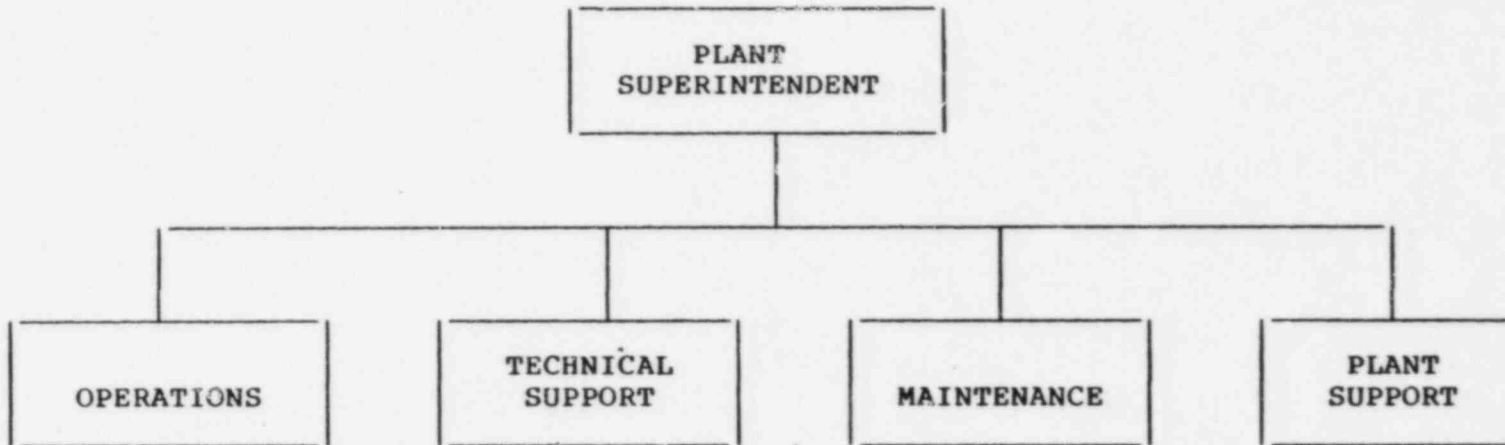 PLANT
SUPERINTENDENT
OPERATIONS
TECHNICAL
SUPPORT
MAINTENANCE
PLANT
SUPPORT